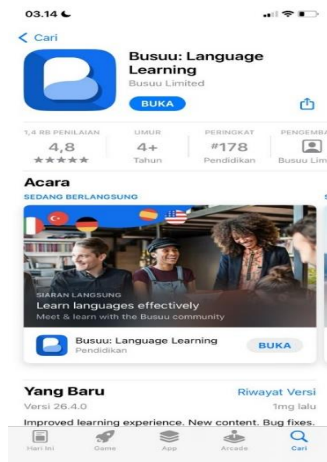 03.14
Cari
Busuu: Language
Learning
Busuu Limited
BUKA
1,4 RB PENILAIAN
UMUR
PERINGKAT
PENGEMBA
4,8
4+
#178
Tahun
Pendidikan
Busuu Lim
Acara
SEDANG BERLANGSUNG
SIARAN LANGSUNG
Learn languages effectively
Meet & learn with the Busuu community
Busuu: Language Learning
Pendidikan
BUKA
Yang Baru
Riwayat Versi
Versi 26.4.0
1mg lalu
Improved learning experience. New content. Bug fixes.
Hari Ini
Game
App
Arcade
Cari